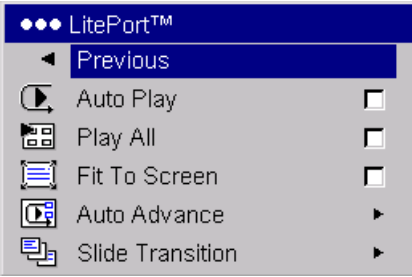 LitePort™
Previous
Auto Play
Play All
Fit To Screen
Auto Advance
Slide Transition